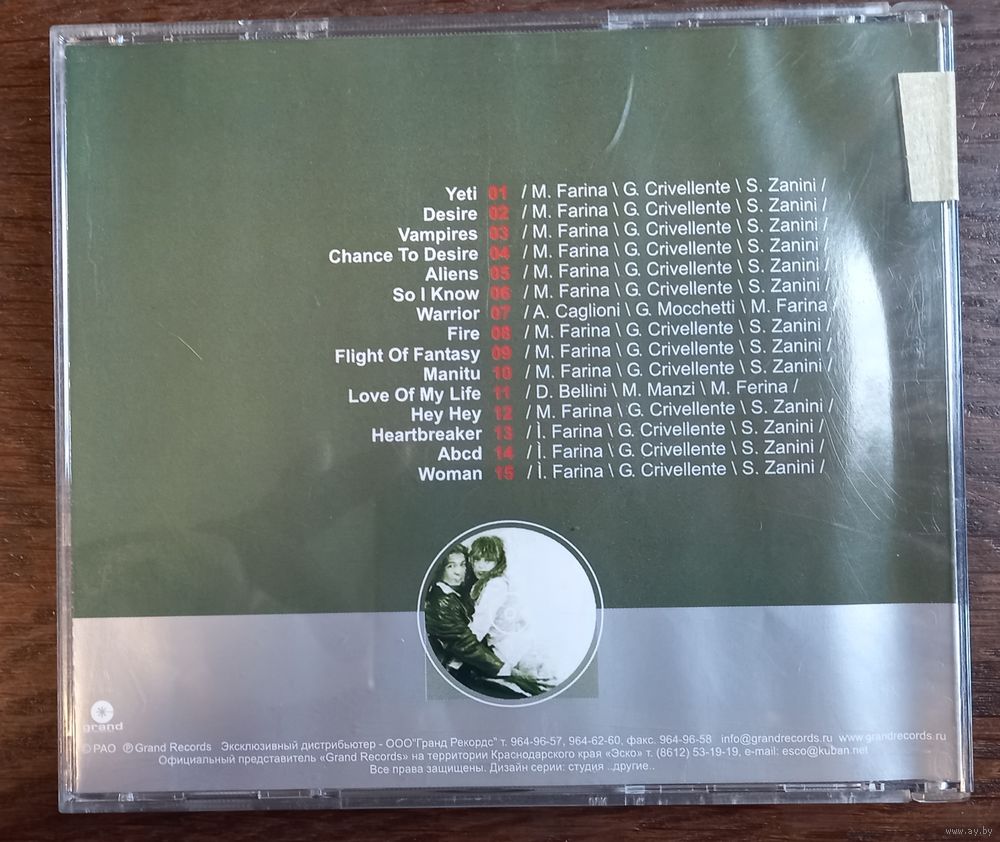 Yeti 01 / M. Farina \ G. Crivellente \ S. Zanini /
Desire 02 / M. Farina \ G. Crivellente \ S. Zanini /
Vampires 03 / M. Farina \ G. Crivellente \ S. Zanini /
Chance To Desire 04 / M. Farina \ G. Crivellente \ S. Zanini /
Aliens 05 / M. Farina \ G. Crivellente \ S. Zanini /
So I Know 06 / M. Farina \ G. Crivellente \ S. Zanini /
Warrior 07 / A. Caglioni \ G. Mocchetti \ M. Farina /
Fire 08 / M. Farina \ G. Crivellente \ S. Zanini /
Flight Of Fantasy 09 / M. Farina \ G. Crivellente \ S. Zanini /
Manitu 10 / M. Farina \ G. Crivellente \ S. Zanini /
Love Of My Life 11 / D. Bellini \ M. Manzi \ M. Ferina /
Hey Hey 12 / M. Farina \ G. Crivellente \ S. Zanini /
Heartbreaker 13 / Ì. Farina \ G. Crivellente \ S. Zanini /
Abcd 14 / Ì. Farina \ G. Crivellente \ S. Zanini /
Woman 15 / Ì. Farina \ G. Crivellente \ S. Zanini /
grand
© РАО ℗ Grand Records Эксклюзивный дистрибьютер - ООО"Гранд Рекордс" т. 964-96-57, 964-62-60, факс. 964-96-58 info@grandrecords.ru www.grandrecords.ru
Официальный представитель «Grand Records» на территории Краснодарского края «Эско» т. (8612) 53-19-19, e-mail: esco@kuban.net
Все права защищены. Дизайн серии: студия ..другие..
www.ay.by